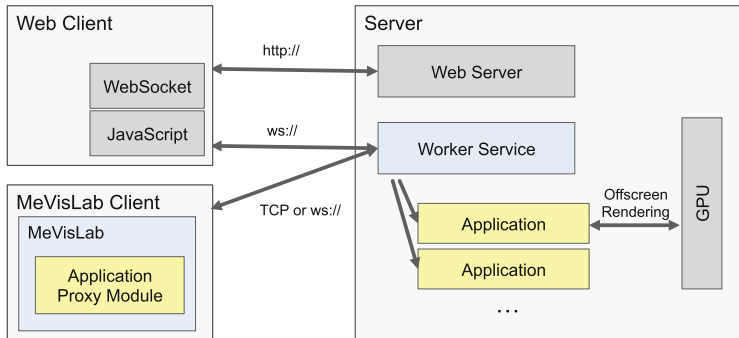 Web Client
WebSocket
JavaScript
http://
ws://
TCP or ws://
MeVisLab Client
MeVisLab
Application
Proxy Module
Server
Web Server
Worker Service
Application
Application
...
Offscreen
Rendering
GPU